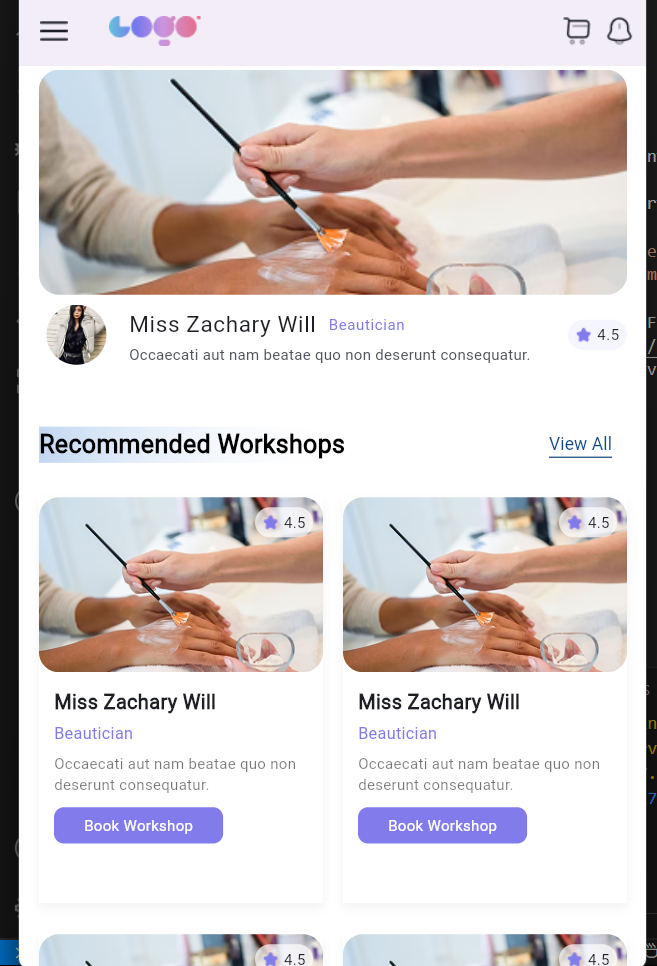 Logo
Miss Zachary Will Beautician
4.5
Occaecati aut nam beatae quo non deserunt consequatur.
Recommended Workshops
View All
4.5
4.5
Miss Zachary Will
Beautician
Occaecati aut nam beatae quo non
deserunt consequatur.
Book Workshop
Miss Zachary Will
Beautician
Occaecati aut nam beatae quo non
deserunt consequatur.
Book Workshop
4.5
4.5